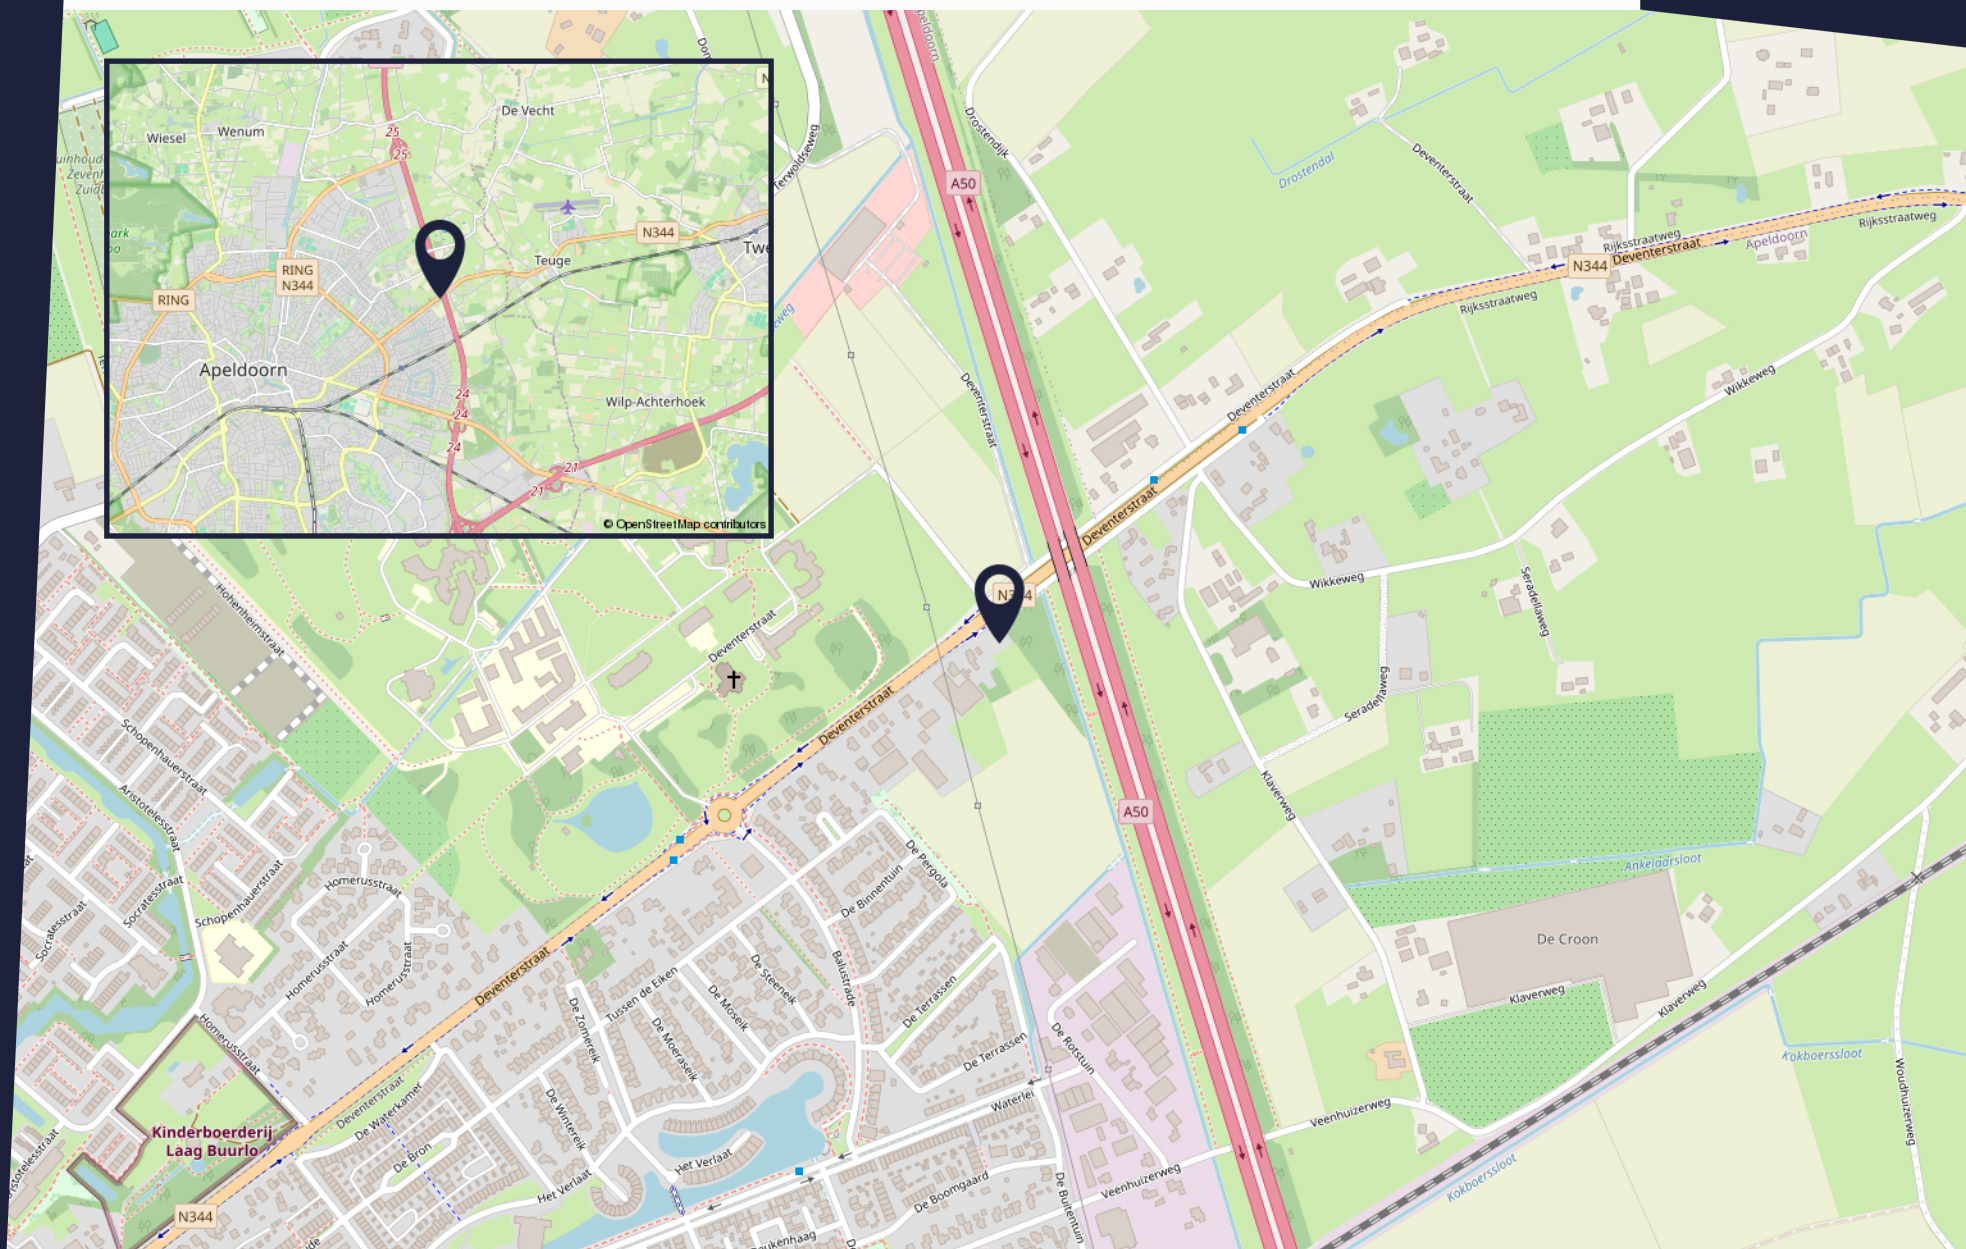 De Vecht
Wiesel
Wenum
25
25
N344
Teuge
RING
N344
RING
Apeldoorn
24
24
24
Wilp-Achterhoek
21
21
© OpenStreetMap contributors
Terwoldseweg
Apeldoorn
A50
Drostendijk
Drostendal
Deventerstraat
Rijksstraatweg
Rijksstraatweg
Deventerstraat
Apeldoorn
N344
Rijksstraatweg
Deventerstraat
Deventerstraat
Wikkeweg
Deventerstraat
Wikkeweg
Seradellaweg
Hohenheimstraat
Deventerstraat
Seradellaweg
Deventerstraat
Schopenhauerstraat
Aristotelesstraat
Klaverweg
A50
De Pergola
De Binnentuin
Ankelaarsloot
Homerusstraat
Socratesstraat
Socratesstraat
Schopenhauerstraat
De Croon
Homerusstraat
Homerusstraat
Deventerstraat
Tussen de Eiken
De Steeneik
Balustrade
De Terrassen
Klaverweg
Klaverweg
De Moseik
De Zomereik
De Moeraseik
De Rotstuin
De Terrassen
Homerusstraat
Kokboerssloot
Woudhuizerweg
Deventerstraat
De Waterkamer
De Wintereik
Waterlei
Veenhuizerweg
Kinderboerderij
Laag Buurlo
De Bron
Het Verlaat
Het Verlaat
Veenhuizerweg
De Boomgaard
De Buitentuin
Kokboerssloot
N344